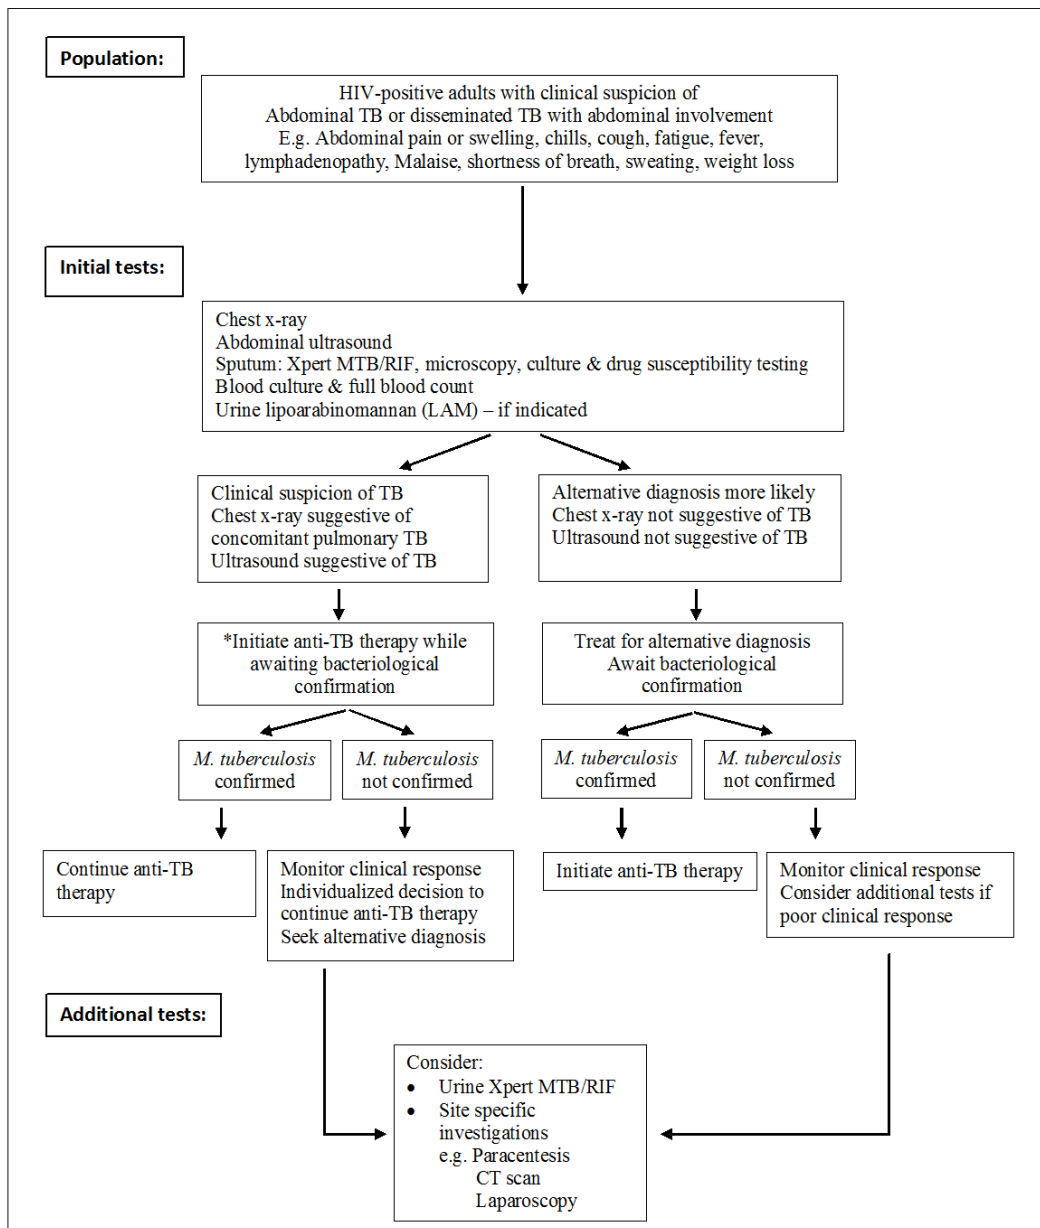 Population:
HIV-positive adults with clinical suspicion of
Abdominal TB or disseminated TB with abdominal involvement
E.g. Abdominal pain or swelling, chills, cough, fatigue, fever,
lymphadenopathy, Malaise, shortness of breath, sweating, weight loss
Initial tests:
Chest x-ray
Abdominal ultrasound
Sputum: Xpert MTB/RIF, microscopy, culture & drug susceptibility testing
Blood culture & full blood count
Urine lipoarabinomannan (LAM) – if indicated
Clinical suspicion of TB
Chest x-ray suggestive of
concomitant pulmonary TB
Ultrasound suggestive of TB
Alternative diagnosis more likely
Chest x-ray not suggestive of TB
Ultrasound not suggestive of TB
*Initiate anti-TB therapy while
awaiting bacteriological
confirmation
Treat for alternative diagnosis
Await bacteriological
confirmation
M. tuberculosis
confirmed
M. tuberculosis
not confirmed
M. tuberculosis
confirmed
M. tuberculosis
not confirmed
Continue anti-TB
therapy
Monitor clinical response
Individualized decision to
continue anti-TB therapy
Seek alternative diagnosis
Initiate anti-TB therapy
Monitor clinical response
Consider additional tests if
poor clinical response
Additional tests:
Consider:
• Urine Xpert MTB/RIF
• Site specific
investigations
e.g. Paracentesis
CT scan
Laparoscopy